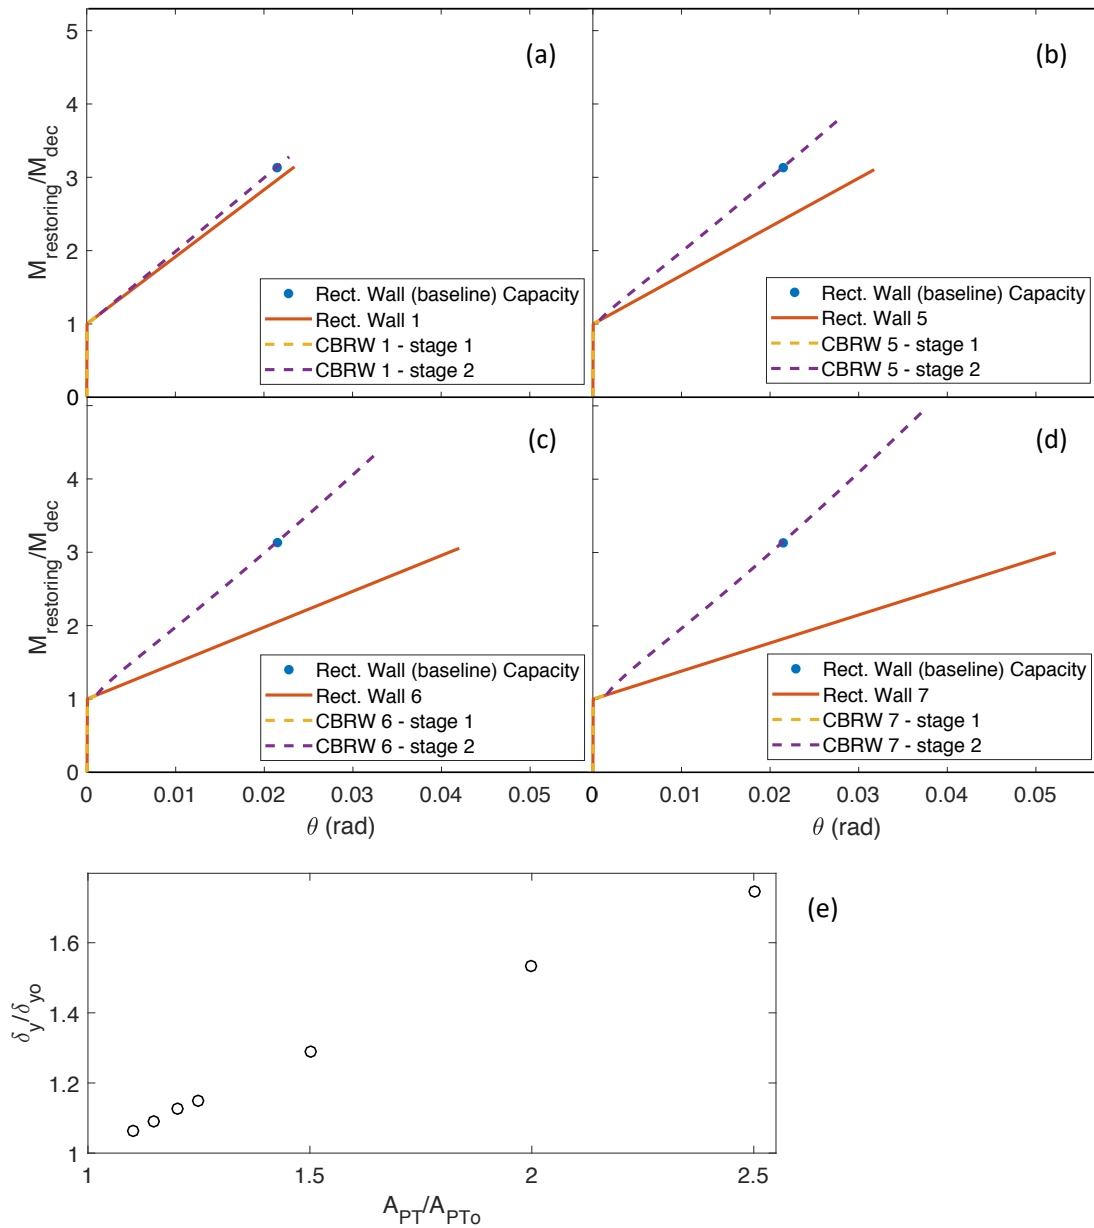 (a)
5
4
3
2
1
0
M_restoring/M_dec
Rect. Wall (baseline) Capacity
Rect. Wall 1
CBRW 1 - stage 1
CBRW 1 - stage 2
(b)
0
Rect. Wall (baseline) Capacity
Rect. Wall 5
CBRW 5 - stage 1
CBRW 5 - stage 2
(c)
4
3
2
1
0
M_restoring/M_dec
Rect. Wall (baseline) Capacity
Rect. Wall 6
CBRW 6 - stage 1
CBRW 6 - stage 2
0 0.01 0.02 0.03 0.04 0.05
θ (rad)
(d)
Rect. Wall (baseline) Capacity
Rect. Wall 7
CBRW 7 - stage 1
CBRW 7 - stage 2
0 0.01 0.02 0.03 0.04 0.05
θ (rad)
(e)
1.6
1.4
1.2
1
δ_y/δ_yo
1 1.5 2 2.5
A_PT/A_PTo